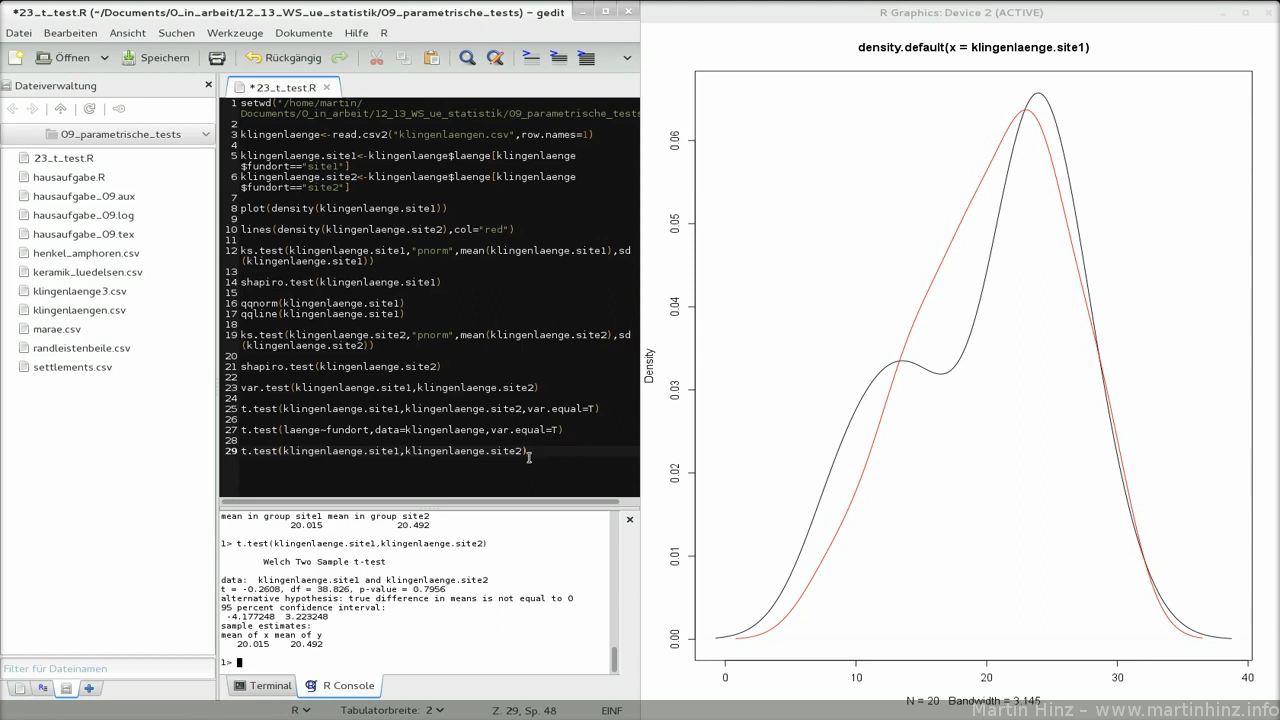 *23_t_test.R (~/Documents/0_in_arbeit/12_13_WS_ue_statistik/09_parametrische_tests) - gedit
Datei Bearbeiten Ansicht Suchen Werkzeuge Dokumente Hilfe R
Öffnen Speichern Rückgängig
Dateiverwaltung
09_parametrische_tests
23_t_test.R
hausaufgabe.R
hausaufgabe_09.aux
hausaufgabe_09.log
hausaufgabe_09.tex
henkel_amphoren.csv
keramik_luedelsen.csv
klingenlaenge3.csv
klingenlaengen.csv
marae.csv
randleistenbeile.csv
settlements.csv
Filter für Dateinamen
*23_t_test.R
1 setwd("/home/martin/
Documents/0_in_arbeit/12_13_WS_ue_statistik/09_parametrische_tests
2
3 klingenlaenge<-read.csv2("klingenlaengen.csv",row.names=1)
4
5 klingenlaenge.site1<-klingenlaenge$laenge[klingenlaenge
$fundort=="site1"]
6 klingenlaenge.site2<-klingenlaenge$laenge[klingenlaenge
$fundort=="site2"]
7
8 plot(density(klingenlaenge.site1))
9
10 lines(density(klingenlaenge.site2),col="red")
11
12 ks.test(klingenlaenge.site1,"pnorm",mean(klingenlaenge.site1),sd
(klingenlaenge.site1))
13
14 shapiro.test(klingenlaenge.site1)
15
16 qqnorm(klingenlaenge.site1)
17 qqline(klingenlaenge.site1)
18
19 ks.test(klingenlaenge.site2,"pnorm",mean(klingenlaenge.site2),sd
(klingenlaenge.site2))
20
21 shapiro.test(klingenlaenge.site2)
22
23 var.test(klingenlaenge.site1,klingenlaenge.site2)
24
25 t.test(klingenlaenge.site1,klingenlaenge.site2,var.equal=T)
26
27 t.test(laenge~fundort,data=klingenlaenge,var.equal=T)
28
29 t.test(klingenlaenge.site1,klingenlaenge.site2)
mean in group site1 mean in group site2
20.015 20.492
1> t.test(klingenlaenge.site1,klingenlaenge.site2)
Welch Two Sample t-test
data: klingenlaenge.site1 and klingenlaenge.site2
t = -0.2608, df = 38.826, p-value = 0.7956
alternative hypothesis: true difference in means is not equal to 0
95 percent confidence interval:
-4.177248 3.223248
sample estimates:
mean of x mean of y
20.015 20.492
1>
Terminal R Console
R Tabulatorbreite: 2 Z. 29, Sp. 48 EINF
R Graphics: Device 2 (ACTIVE)
density.default(x = klingenlaenge.site1)
Density
0.06
0.05
0.04
0.03
0.02
0.01
0.00
0 10 20 30 40
N = 20 Bandwidth = 3.145
Martin Hinz - www.martinhinz.info